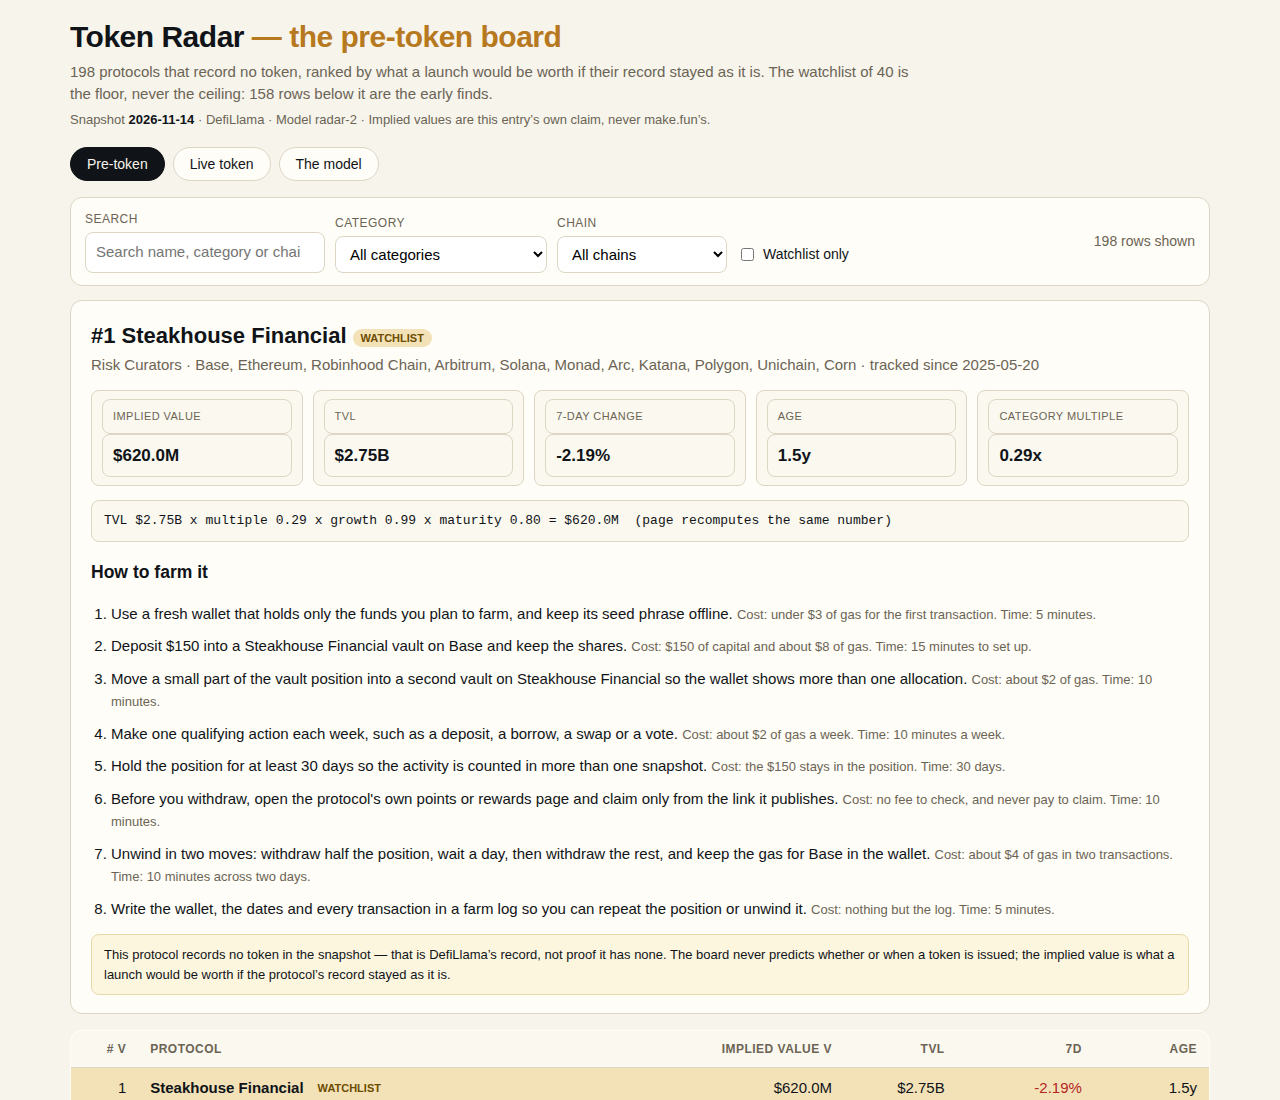 Token Radar — the pre-token board
198 protocols that record no token, ranked by what a launch would be worth if their record stayed as it is. The watchlist of 40 is
the floor, never the ceiling: 158 rows below it are the early finds.
Snapshot 2026-11-14 · DefiLlama · Model radar-2 · Implied values are this entry’s own claim, never make.fun’s.
Pre-token Live token The model
SEARCH CATEGORY CHAIN
Search name, category or chai All categories All chains Watchlist only 198 rows shown
#1 Steakhouse Financial WATCHLIST
Risk Curators · Base, Ethereum, Robinhood Chain, Arbitrum, Solana, Monad, Arc, Katana, Polygon, Unichain, Corn · tracked since 2025-05-20
IMPLIED VALUE TVL 7-DAY CHANGE AGE CATEGORY MULTIPLE
$620.0M $2.75B -2.19% 1.5y 0.29x
TVL $2.75B x multiple 0.29 x growth 0.99 x maturity 0.80 = $620.0M (page recomputes the same number)
How to farm it
1. Use a fresh wallet that holds only the funds you plan to farm, and keep its seed phrase offline. Cost: under $3 of gas for the first transaction. Time: 5 minutes.
2. Deposit $150 into a Steakhouse Financial vault on Base and keep the shares. Cost: $150 of capital and about $8 of gas. Time: 15 minutes to set up.
3. Move a small part of the vault position into a second vault on Steakhouse Financial so the wallet shows more than one allocation. Cost: about $2 of gas. Time: 10
minutes.
4. Make one qualifying action each week, such as a deposit, a borrow, a swap or a vote. Cost: about $2 of gas a week. Time: 10 minutes a week.
5. Hold the position for at least 30 days so the activity is counted in more than one snapshot. Cost: the $150 stays in the position. Time: 30 days.
6. Before you withdraw, open the protocol's own points or rewards page and claim only from the link it publishes. Cost: no fee to check, and never pay to claim. Time: 10
minutes.
7. Unwind in two moves: withdraw half the position, wait a day, then withdraw the rest, and keep the gas for Base in the wallet. Cost: about $4 of gas in two transactions.
Time: 10 minutes across two days.
8. Write the wallet, the dates and every transaction in a farm log so you can repeat the position or unwind it. Cost: nothing but the log. Time: 5 minutes.
This protocol records no token in the snapshot — that is DefiLlama’s record, not proof it has none. The board never predicts whether or when a token is issued; the implied value is what a
launch would be worth if the protocol’s record stayed as it is.
# V PROTOCOL IMPLIED VALUE V TVL 7D AGE
1 Steakhouse Financial WATCHLIST $620.0M $2.75B -2.19% 1.5y